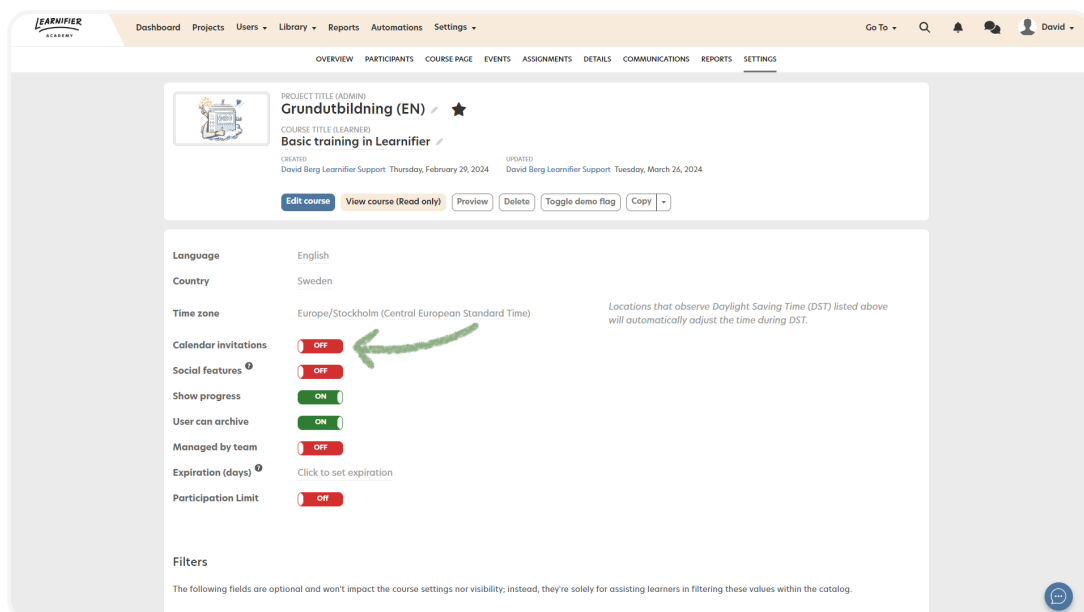 LEARNIFIER
ACADEMY
Dashboard Projects Users Library Reports Automations Settings Go To David
OVERVIEW PARTICIPANTS COURSE PAGE EVENTS ASSIGNMENTS DETAILS COMMUNICATIONS REPORTS SETTINGS
PROJECT TITLE (ADMIN)
Grundutbildning (EN)
COURSE TITLE (LEARNER)
Basic training in Learnifier
CREATED UPDATED
David Berg Learnifier Support Thursday, February 29, 2024 David Berg Learnifier Support Tuesday, March 26, 2024
Edit course View course (Read only) Preview Delete Toggle demo flag Copy
Language English
Country Sweden
Time zone Europe/Stockholm (Central European Standard Time) Locations that observe Daylight Saving Time (DST) listed above
will automatically adjust the time during DST.
Calendar invitations OFF
Social features ? OFF
Show progress ON
User can archive ON
Managed by team OFF
Expiration (days) ? Click to set expiration
Participation Limit Off
Filters
The following fields are optional and won't impact the course settings nor visibility; instead, they're solely for assisting learners in filtering these values within the catalog.